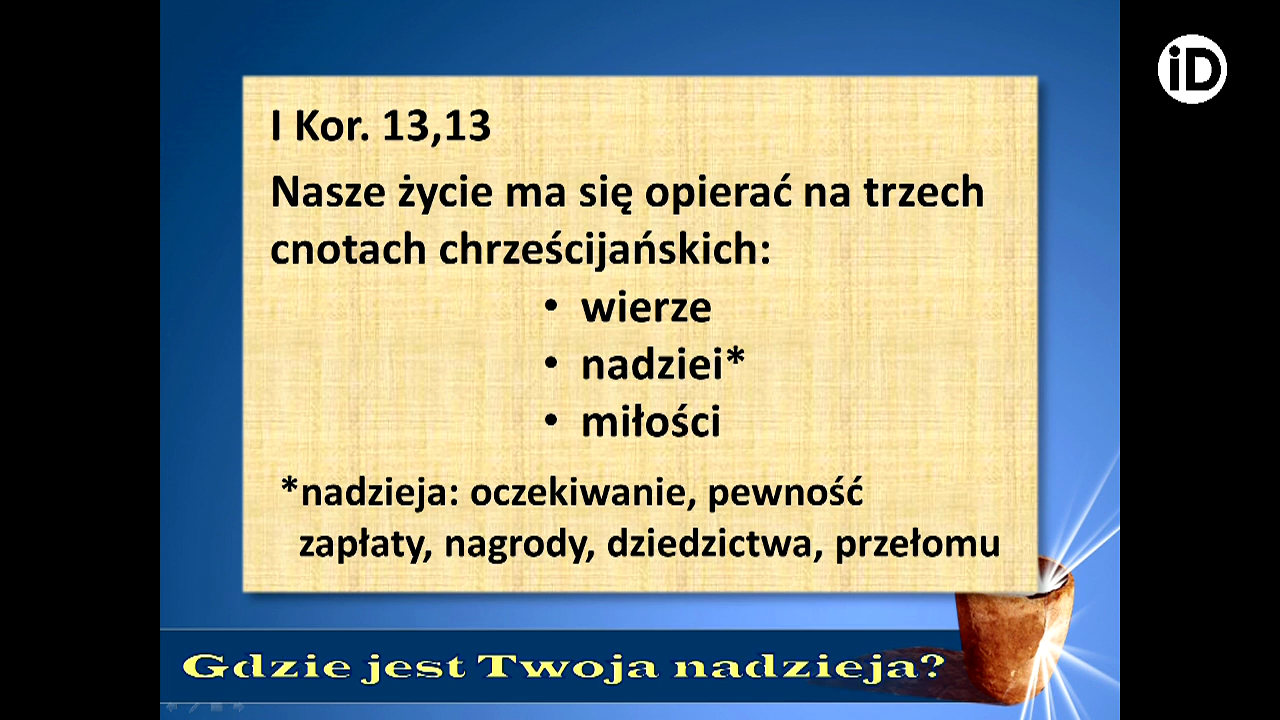 iD
I Kor. 13,13
Nasze życie ma się opierać na trzech
cnotach chrześcijańskich:
• wierze
• nadziei*
• miłości
*nadzieja: oczekiwanie, pewność
zapłaty, nagrody, dziedzictwa, przełomu
Gdzie jest Twoja nadzieja?